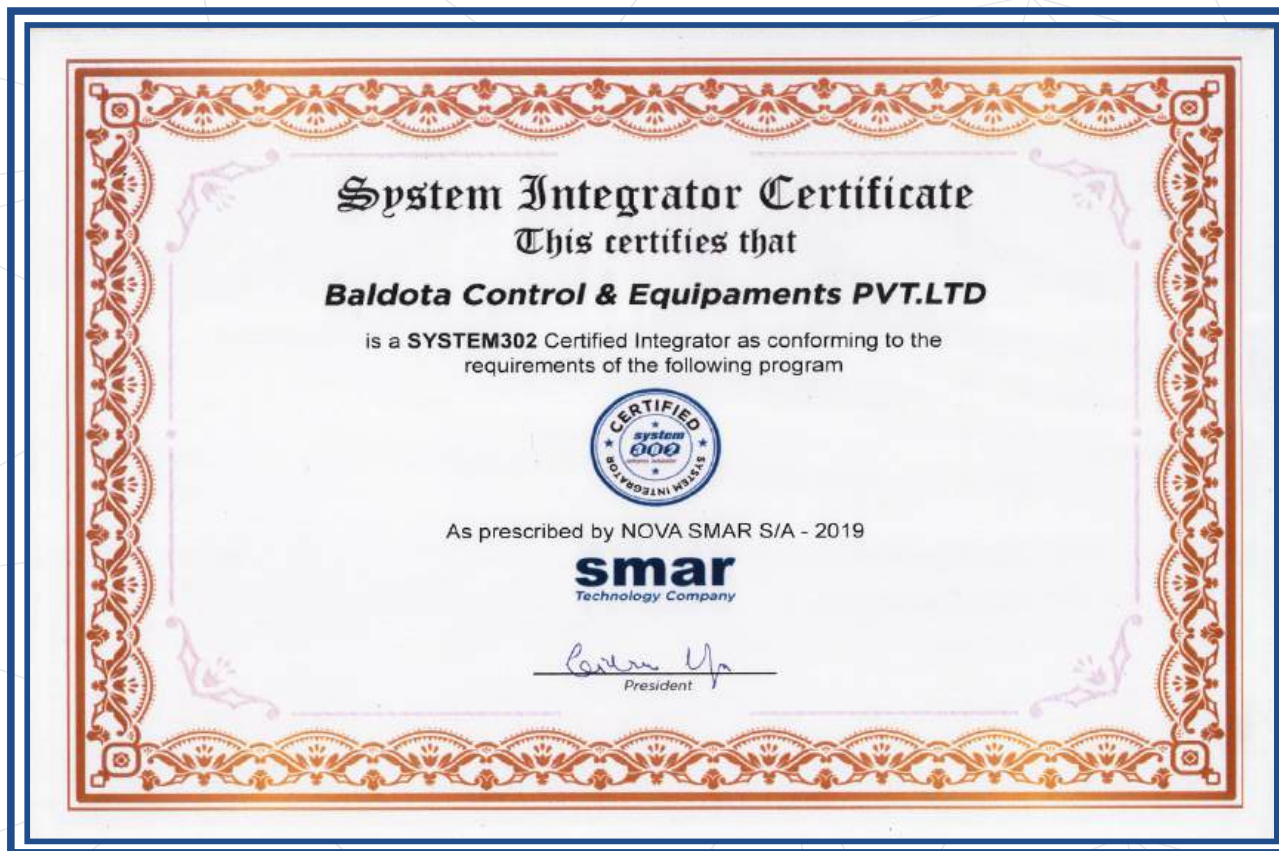 System Integrator Certificate
This certifies that
Baldota Control & Equipaments PVT.LTD
is a SYSTEM302 Certified Integrator as conforming to the
requirements of the following program
CERTIFIED
system
302
SYSTEM INTEGRATOR
As prescribed by NOVA SMAR S/A - 2019
smar
Technology Company
President